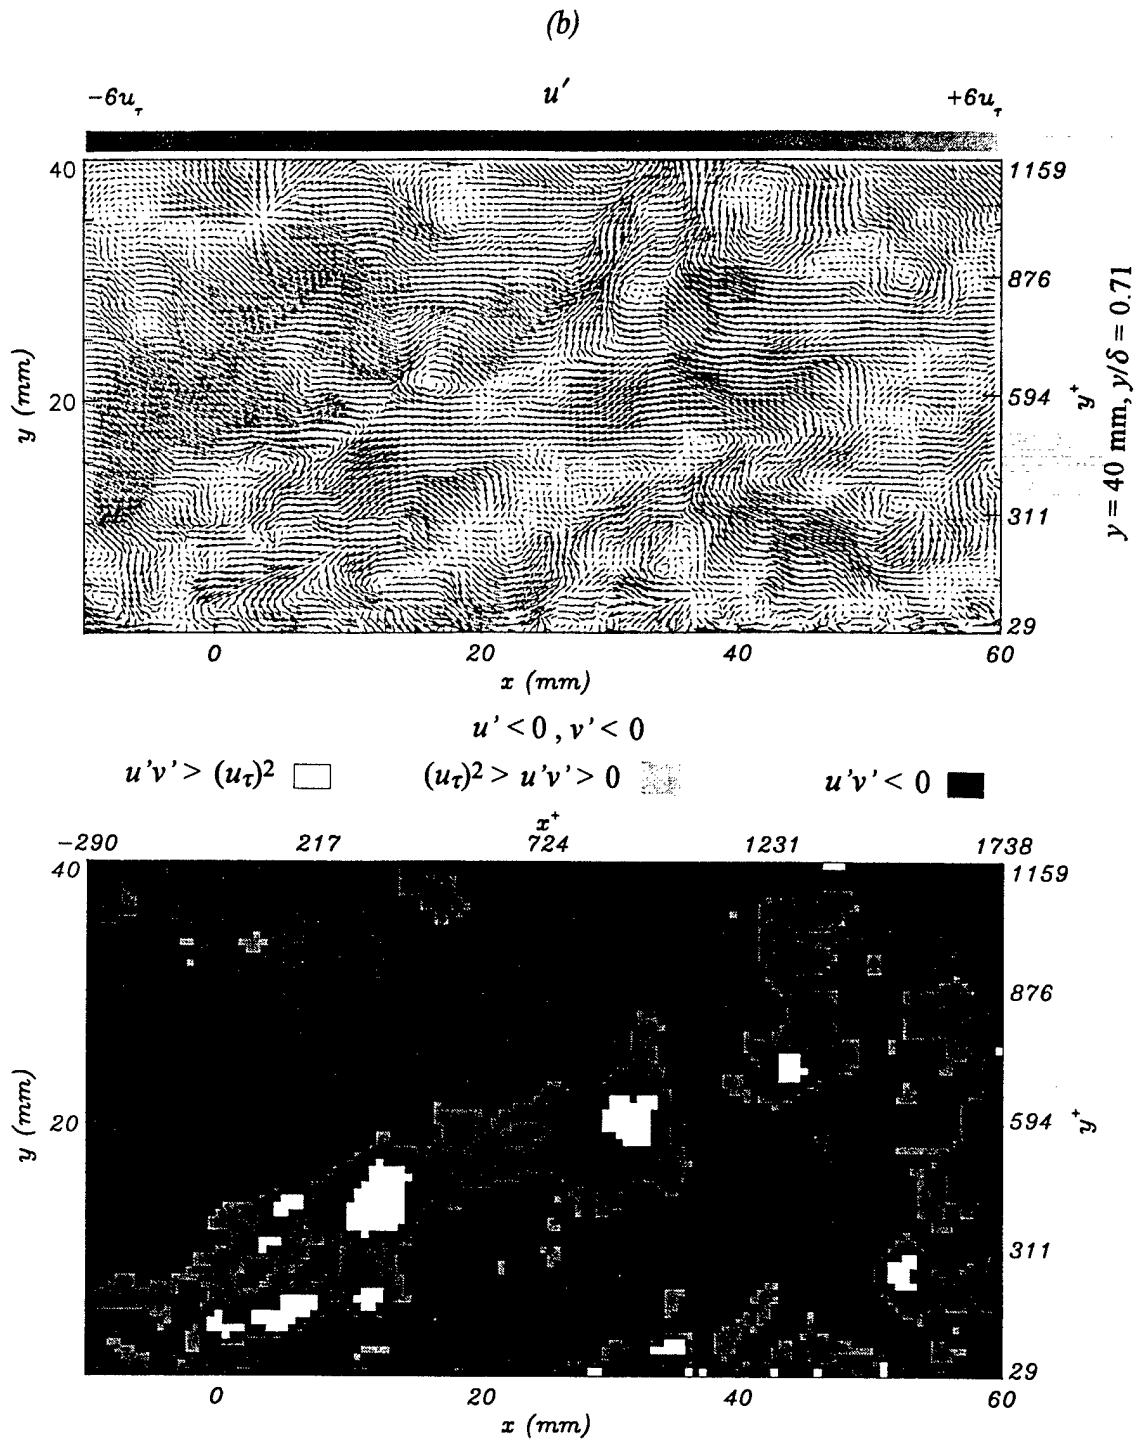 (b)
−6u_τ u' +6u_τ
40 1159
876
y (mm) 20 594 y⁺
311
29
0 20 40 60
x (mm)
y = 40 mm, y/δ = 0.71
u' < 0 , v' < 0
u'v' > (u_τ)² (u_τ)² > u'v' > 0 u'v' < 0
x⁺
−290 217 724 1231 1738
40 1159
876
y (mm) 20 594 y⁺
311
29
0 20 40 60
x (mm)